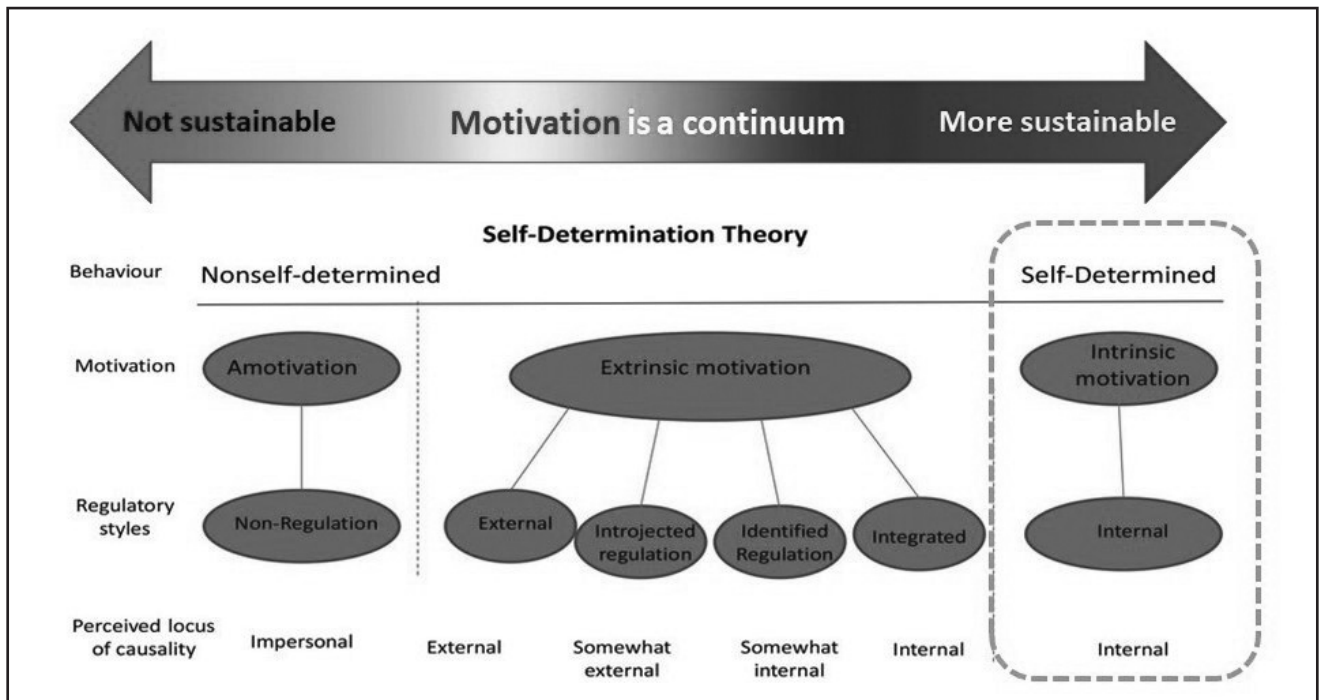 Not sustainable
Motivation is a continuum
More sustainable
Self-Determination Theory
Behaviour
Nonself-determined
Self-Determined
Motivation
Amotivation
Extrinsic motivation
Intrinsic
motivation
Regulatory
styles
Non-Regulation
External
Introjected
regulation
Identified
Regulation
Integrated
Internal
Perceived locus
of causality
Impersonal
External
Somewhat
external
Somewhat
internal
Internal
Internal